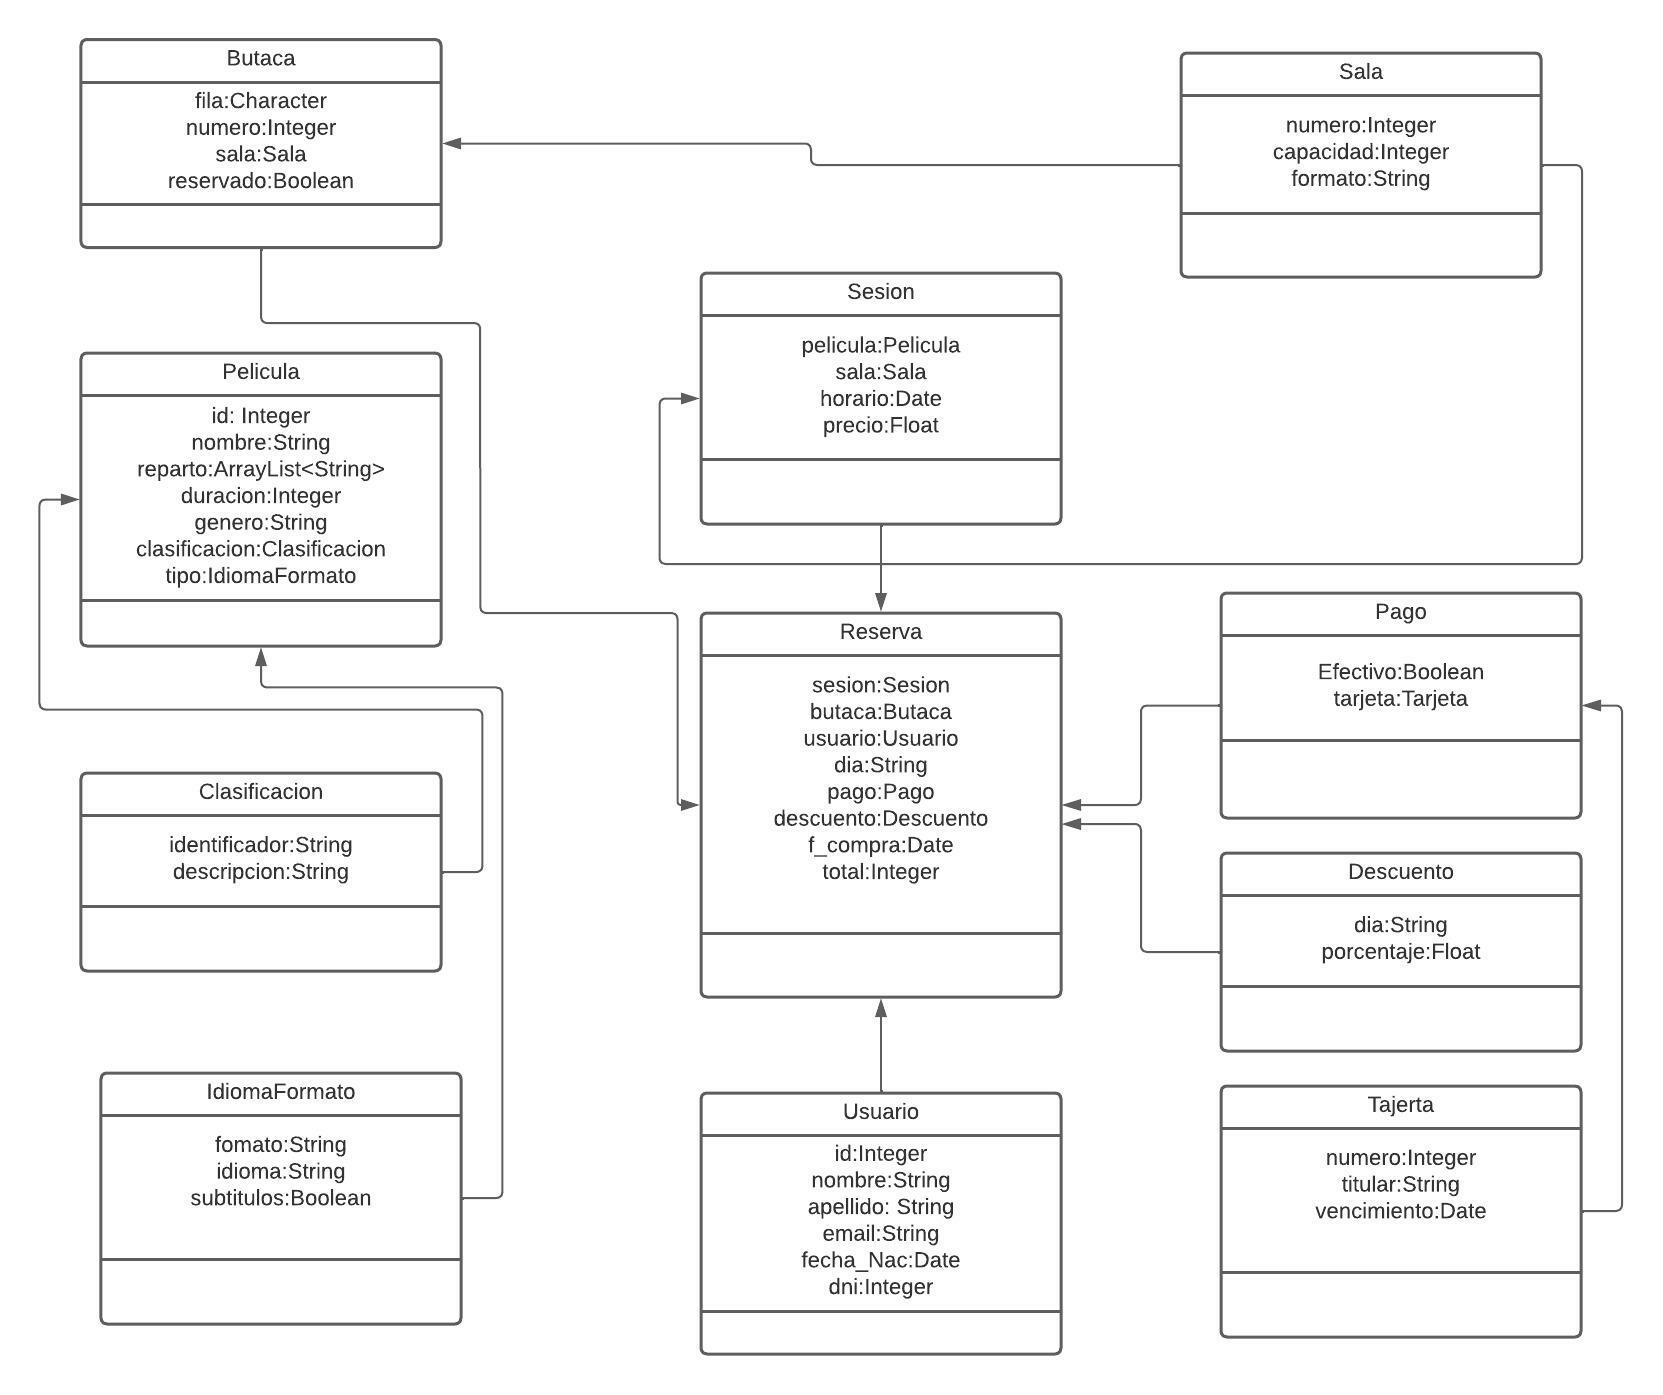 Butaca
fila:Character
numero:Integer
sala:Sala
reservado:Boolean
Sala
numero:Integer
capacidad:Integer
formato:String
Sesion
pelicula:Pelicula
sala:Sala
horario:Date
precio:Float
Pelicula
id: Integer
nombre:String
reparto:ArrayList<String>
duracion:Integer
genero:String
clasificacion:Clasificacion
tipo:IdiomaFormato
Reserva
sesion:Sesion
butaca:Butaca
usuario:Usuario
dia:String
pago:Pago
descuento:Descuento
f_compra:Date
total:Integer
Pago
Efectivo:Boolean
tarjeta:Tarjeta
Clasificacion
identificador:String
descripcion:String
Descuento
dia:String
porcentaje:Float
IdiomaFormato
fomato:String
idioma:String
subtitulos:Boolean
Usuario
id:Integer
nombre:String
apellido: String
email:String
fecha_Nac:Date
dni:Integer
Tajerta
numero:Integer
titular:String
vencimiento:Date